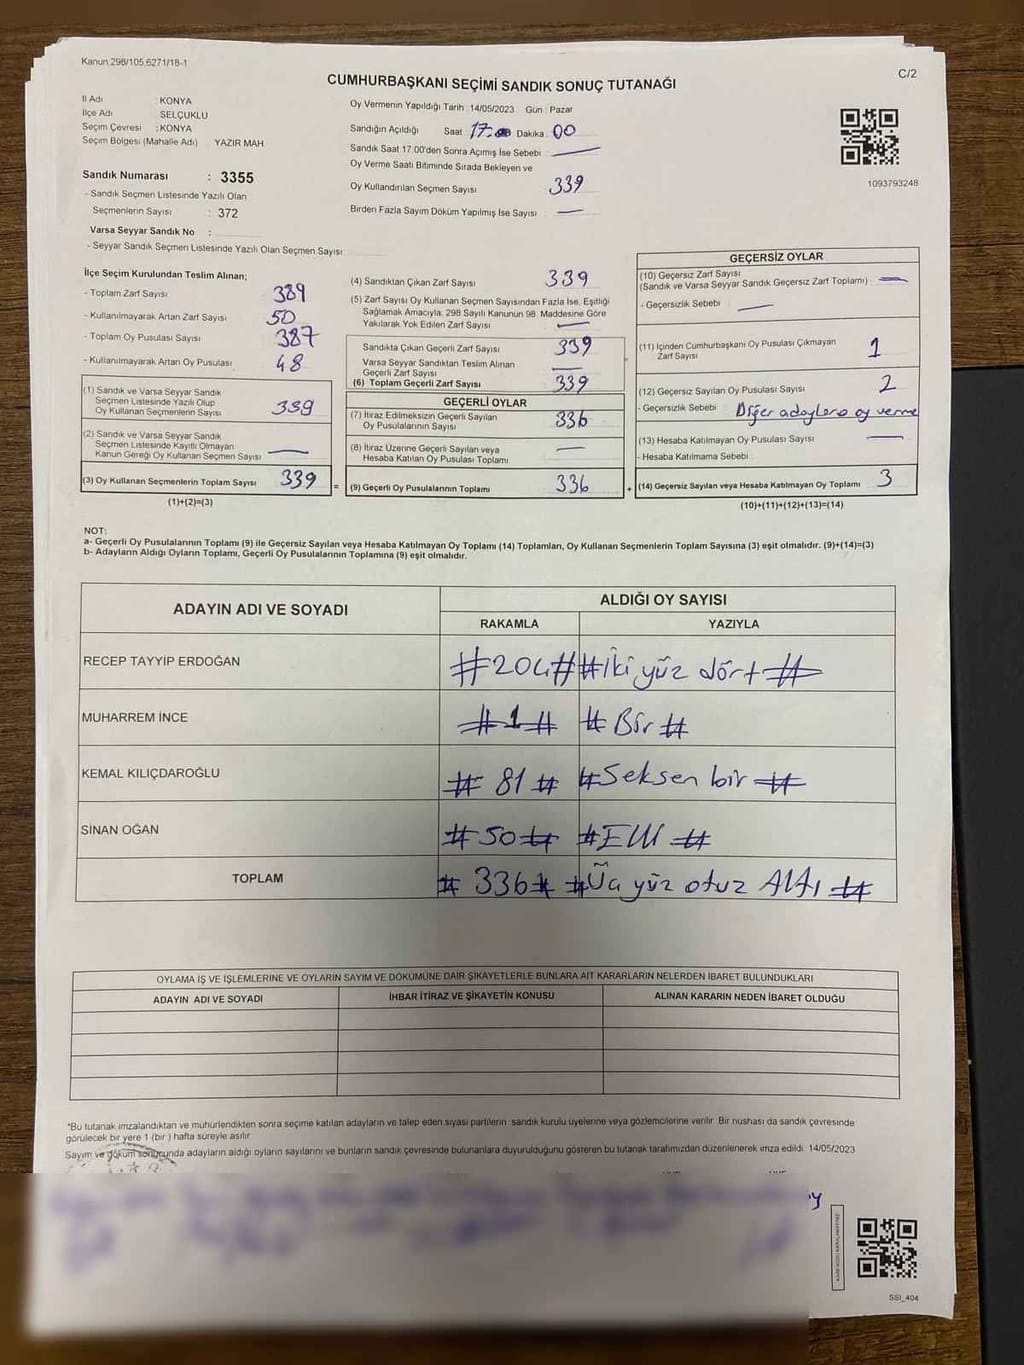 Kanun.298/105,6271/18-1
C/2
CUMHURBAŞKANI SEÇİMİ SANDIK SONUÇ TUTANAĞI
İl Adı KONYA
İlçe Adı SELÇUKLU
Seçim Çevresi : KONYA
Seçim Bölgesi (Mahalle Adı) YAZIR MAH
Sandık Numarası : 3355
- Sandık Seçmen Listesinde Yazılı Olan
Seçmenlerin Sayısı : 372
Varsa Seyyar Sandık No :
- Seyyar Sandık Seçmen Listesinde Yazılı Olan Seçmen Sayısı
Oy Vermenin Yapıldığı Tarih 14/05/2023 Gün : Pazar
Sandığın Açıldığı Saat 17.00 Dakika : 00
Sandık Saat 17:00'den Sonra Açımış İse Sebebi :
Oy Verme Saati Bitiminde Sırada Bekleyen ve
Oy Kullandırılan Seçmen Sayısı 339
Birden Fazla Sayım Döküm Yapılmış İse Sayısı : —
1093793248
İlçe Seçim Kurulundan Teslim Alınan;
- Toplam Zarf Sayısı 389
- Kullanılmayarak Artan Zarf Sayısı 50
- Toplam Oy Pusulası Sayısı 387
- Kullanılmayarak Artan Oy Pusulası 48
(1) Sandık ve Varsa Seyyar Sandık
Seçmen Listesinde Yazılı Olup
Oy Kullanan Seçmenlerin Sayısı 339
(2) Sandık ve Varsa Seyyar Sandık
Seçmen Listesinde Kayıtlı Olmayan
Kanun Gereği Oy Kullanan Seçmen Sayısı —
(3) Oy Kullanan Seçmenlerin Toplam Sayısı 339
(1)+(2)=(3)
(4) Sandıktan Çıkan Zarf Sayısı 339
(5) Zarf Sayısı Oy Kullanan Seçmen Sayısından Fazla İse, Eşitliği
Sağlamak Amacıyla; 298 Sayılı Kanunun 98. Maddesine Göre
Yakılarak Yok Edilen Zarf Sayısı —
Sandıkta Çıkan Geçerli Zarf Sayısı 339
Varsa Seyyar Sandıktan Teslim Alınan
Geçerli Zarf Sayısı —
(6) Toplam Geçerli Zarf Sayısı 339
GEÇERLİ OYLAR
(7) İtiraz Edilmeksizin Geçerli Sayılan
Oy Pusulalarının Sayısı 336
(8) İtiraz Üzerine Geçerli Sayılan veya
Hesaba Katılan Oy Pusulası Toplamı —
= (9) Geçerli Oy Pusulalarının Toplamı 336
GEÇERSİZ OYLAR
(10) Geçersiz Zarf Sayısı
(Sandık ve Varsa Seyyar Sandık Geçersiz Zarf Toplamı) : —
- Geçersizlik Sebebi : —
(11) İçinden Cumhurbaşkanı Oy Pusulası Çıkmayan
Zarf Sayısı 1
(12) Geçersiz Sayılan Oy Pusulası Sayısı 2
- Geçersizlik Sebebi : Diğer adaylara oy verme
(13) Hesaba Katılmayan Oy Pusulası Sayısı —
- Hesaba Katılmama Sebebi :
+ (14) Geçersiz Sayılan veya Hesaba Katılmayan Oy Toplamı 3
(10)+(11)+(12)+(13)=(14)
NOT:
a- Geçerli Oy Pusulalarının Toplamı (9) ile Geçersiz Sayılan veya Hesaba Katılmayan Oy Toplamı (14) Toplamları, Oy Kullanan Seçmenlerin Toplam Sayısına (3) eşit olmalıdır. (9)+(14)=(3)
b- Adayların Aldığı Oyların Toplamı, Geçerli Oy Pusulalarının Toplamına (9) eşit olmalıdır.
ADAYIN ADI VE SOYADI ALDIĞI OY SAYISI
RAKAMLA YAZIYLA
RECEP TAYYİP ERDOĞAN #204# #İki yüz dört#
MUHARREM İNCE #1# #Bir#
KEMAL KILIÇDAROĞLU #81# #Seksen bir#
SİNAN OĞAN #50# #Elli#
TOPLAM #336# #Üç yüz otuz Altı#
OYLAMA İŞ VE İŞLEMLERİNE VE OYLARIN SAYIM VE DÖKÜMÜNE DAİR ŞİKAYETLERLE BUNLARA AİT KARARLARIN NELERDEN İBARET BULUNDUKLARI
ADAYIN ADI VE SOYADI İHBAR İTİRAZ VE ŞİKAYETİN KONUSU ALINAN KARARIN NEDEN İBARET OLDUĞU
*Bu tutanak imzalandıktan ve mühürlendikten sonra seçime katılan adayların ve talep eden siyasi partilerin sandık kurulu üyelerine veya gözlemcilerine verilir. Bir nüshası da sandık çevresinde
görülecek bir yere 1 (bir) hafta süreyle asılır.
Sayım ve döküm sonucunda adayların aldığı oyların sayılarını ve bunların sandık çevresinde bulunanlara duyurulduğunu gösteren bu tutanak tarafımızdan düzenlenerek imza edildi. 14/05/2023
SSI_404